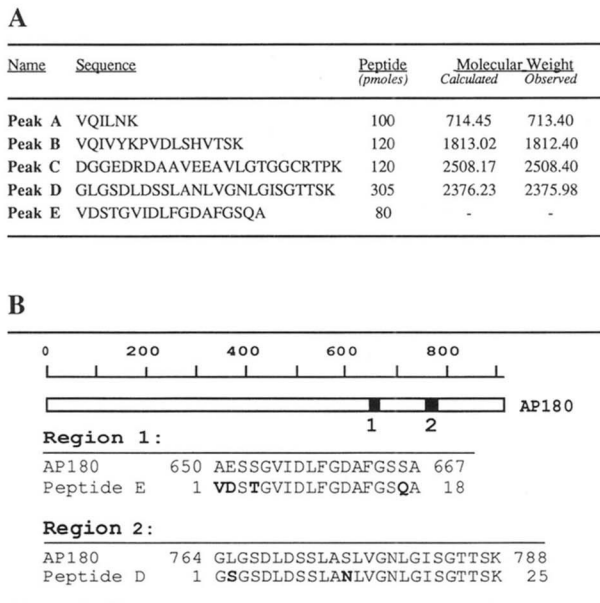 A
Name Sequence Peptide Molecular Weight
(pmoles) Calculated Observed
Peak A VQILNK 100 714.45 713.40
Peak B VQIVYKPVDLSHVTSK 120 1813.02 1812.40
Peak C DGGEDRDAAVEEAVLGTGGCRTPK 120 2508.17 2508.40
Peak D GLGSDLDSSLANLVGNLGISGTTSK 305 2376.23 2375.98
Peak E VDSTGVIDLFGDAFGSQA 80 - -
B
0 200 400 600 800
AP180
1 2
Region 1:
AP180 650 AESSGVIDLFGDAFGSSA 667
Peptide E 1 VDSTGVIDLFGDAFGSQA 18
Region 2:
AP180 764 GLGSDLDSSLASLVGNLGISGTTSK 788
Peptide D 1 GSGSDLDSSLANLVGNLGISGTTSK 25